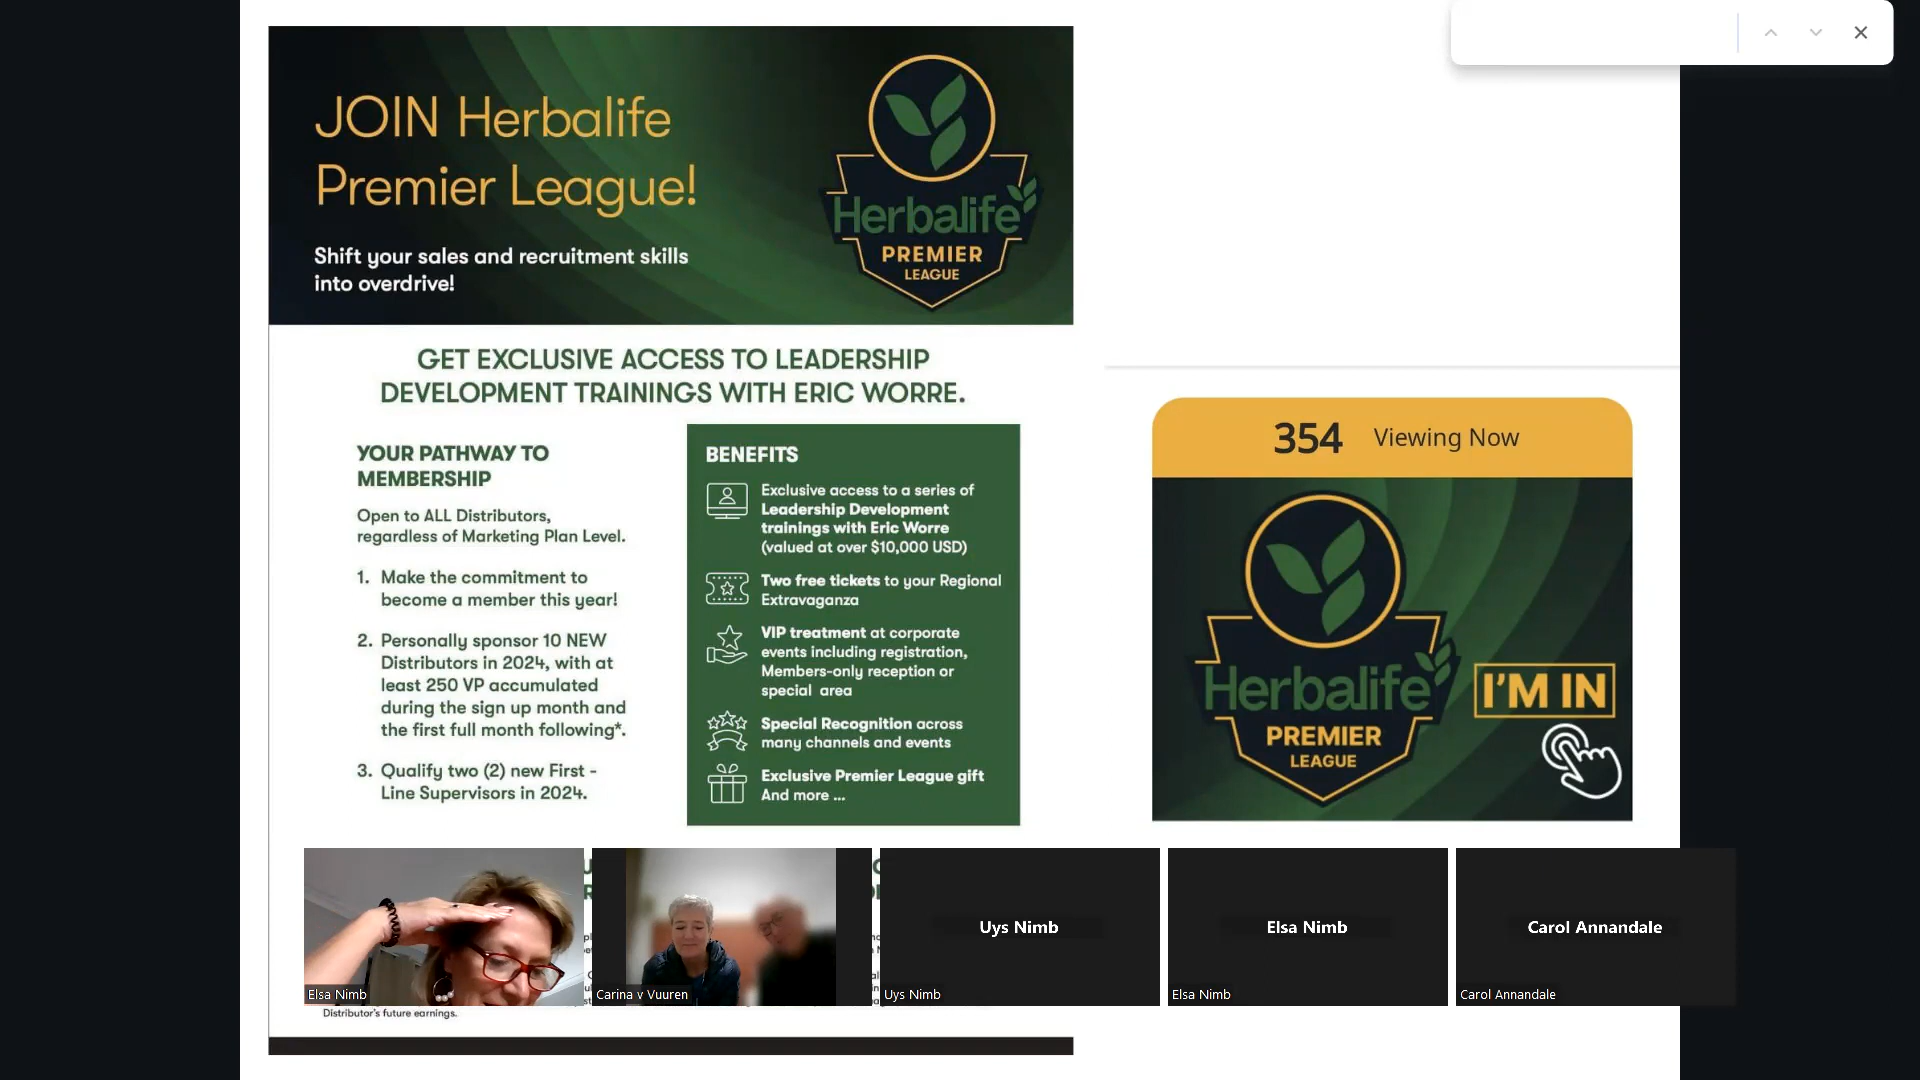 JOIN Herbalife
Premier League!
Shift your sales and recruitment skills
into overdrive!
Herbalife
PREMIER
LEAGUE
GET EXCLUSIVE ACCESS TO LEADERSHIP
DEVELOPMENT TRAININGS WITH ERIC WORRE.
YOUR PATHWAY TO
MEMBERSHIP
Open to ALL Distributors,
regardless of Marketing Plan Level.
1. Make the commitment to
become a member this year!
2. Personally sponsor 10 NEW
Distributors in 2024, with at
least 250 VP accumulated
during the sign up month and
the first full month following*.
3. Qualify two (2) new First -
Line Supervisors in 2024.
BENEFITS
Exclusive access to a series of
Leadership Development
trainings with Eric Worre
(valued at over $10,000 USD)
Two free tickets to your Regional
Extravaganza
VIP treatment at corporate
events including registration,
Members-only reception or
special area
Special Recognition across
many channels and events
Exclusive Premier League gift
And more ...
354 Viewing Now
Herbalife
PREMIER
LEAGUE
I'M IN
Uys Nimb
Elsa Nimb
Carol Annandale
Elsa Nimb
Carina v Vuuren
Uys Nimb
Elsa Nimb
Carol Annandale
Distributor's future earnings.